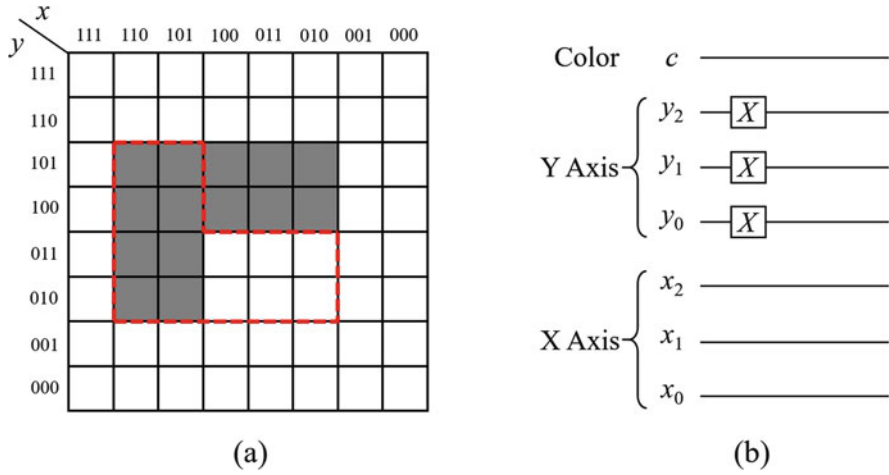 x
y
111 110 101 100 011 010 001 000
111
110
101
100
011
010
001
000
(a)
Color c
Y Axis
y2 X
y1 X
y0 X
X Axis
x2
x1
x0
(b)